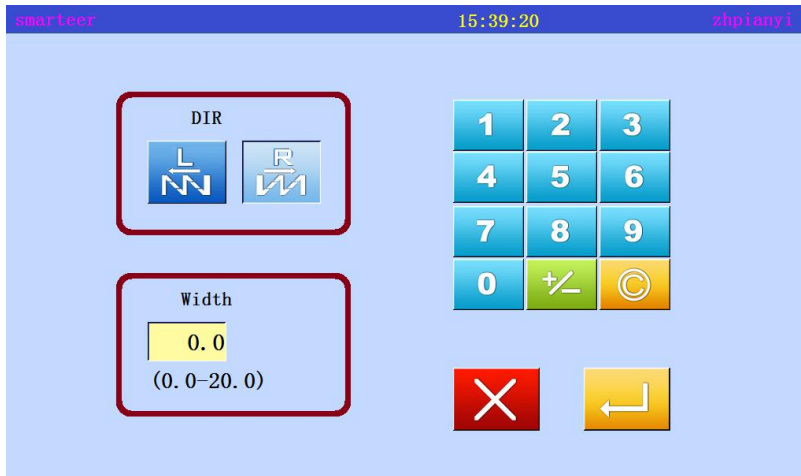 smarteer 15:39:20 zhpianyi
DIR
L R
Width
0.0
(0.0-20.0)
1 2 3
4 5 6
7 8 9
0 +/- ©